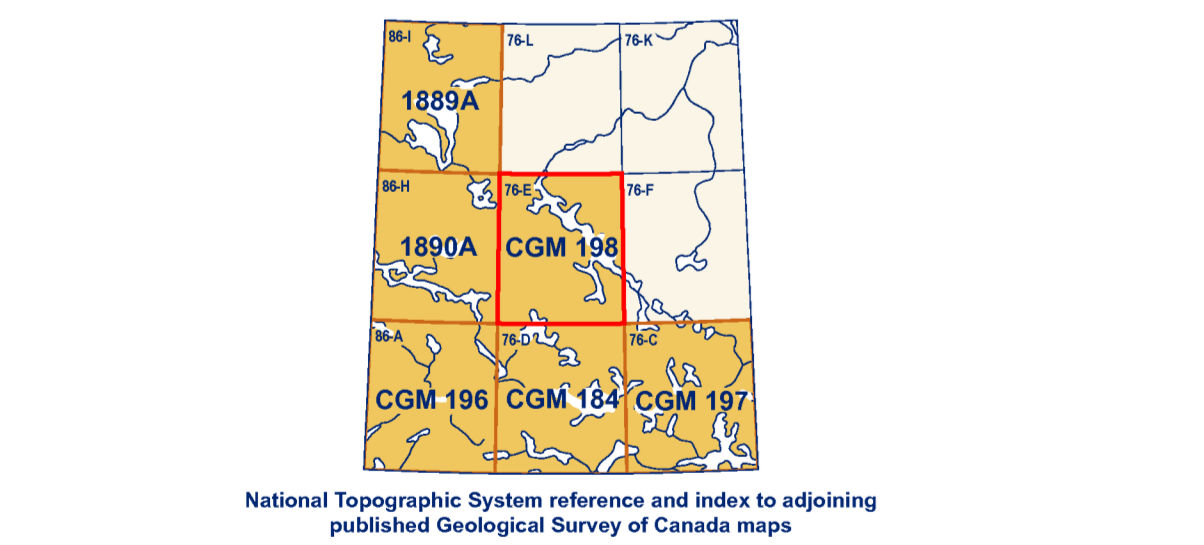 86-I
76-L
76-K
1889A
86-H
76-E
76-F
1890A
CGM 198
86-A
76-D
76-C
CGM 196
CGM 184
CGM 197
National Topographic System reference and index to adjoining
published Geological Survey of Canada maps